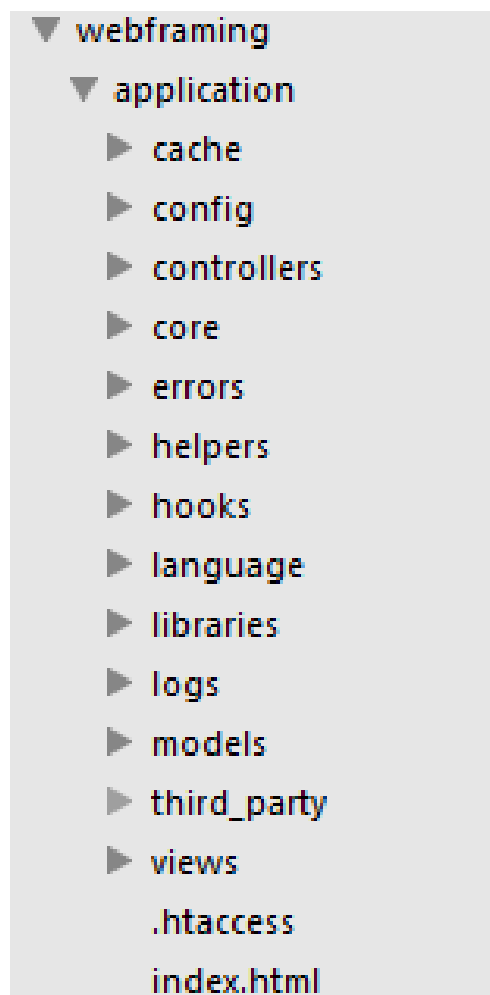 webframing
application
cache
config
controllers
core
errors
helpers
hooks
language
libraries
logs
models
third_party
views
.htaccess
index.html